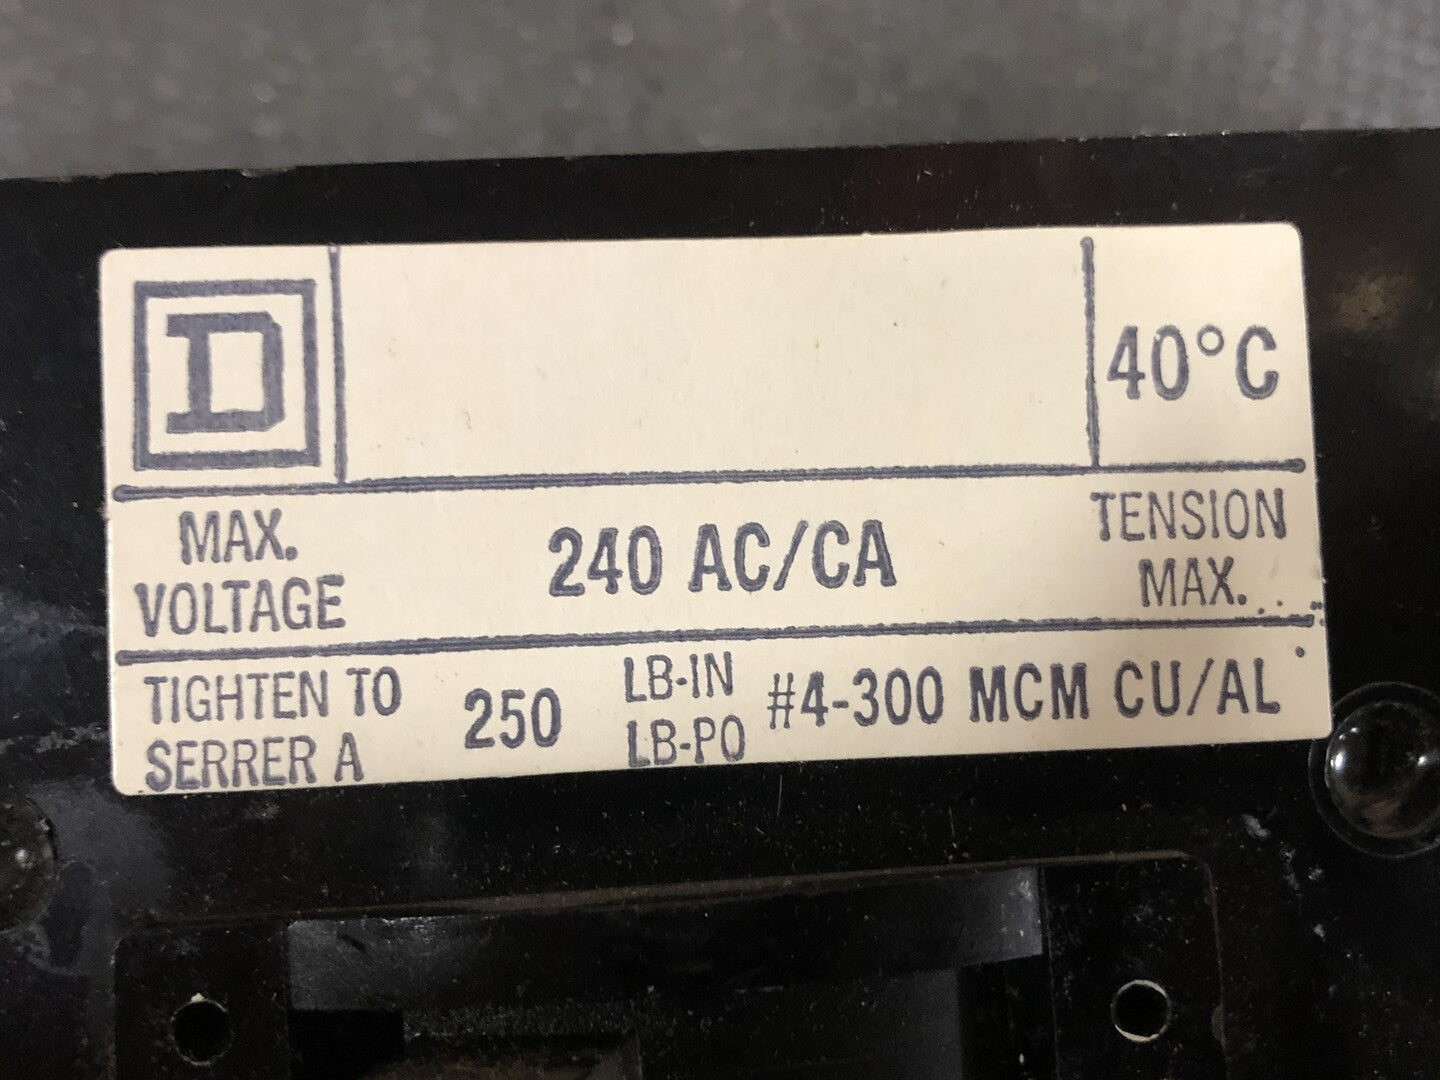 D
40°C
MAX. VOLTAGE
240 AC/CA
TENSION MAX.
TIGHTEN TO
SERRER A
250
LB-IN
LB-PO
#4-300 MCM CU/AL